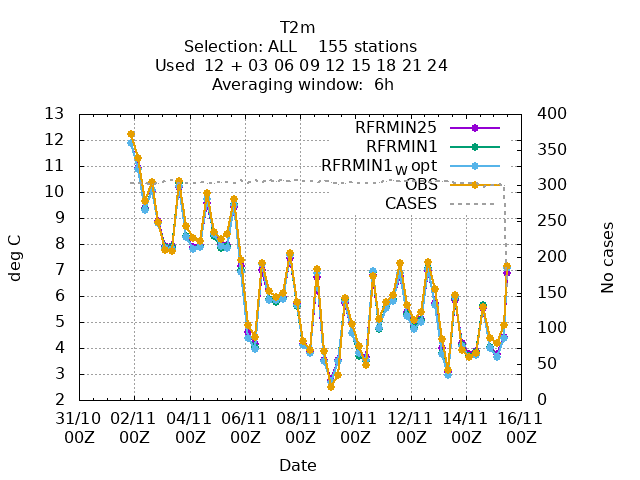 T2m
Selection: ALL    155 stations
Used  12 + 03 06 09 12 15 18 21 24
Averaging window:  6h
13
12
11
10
9
8
7
6
5
4
3
2
deg C
400
350
300
250
200
150
100
50
0
No cases
RFRMIN25
RFRMIN1
RFRMIN1w opt
OBS
CASES
31/10 02/11 04/11 06/11 08/11 10/11 12/11 14/11 16/11
00Z 00Z 00Z 00Z 00Z 00Z 00Z 00Z 00Z
Date